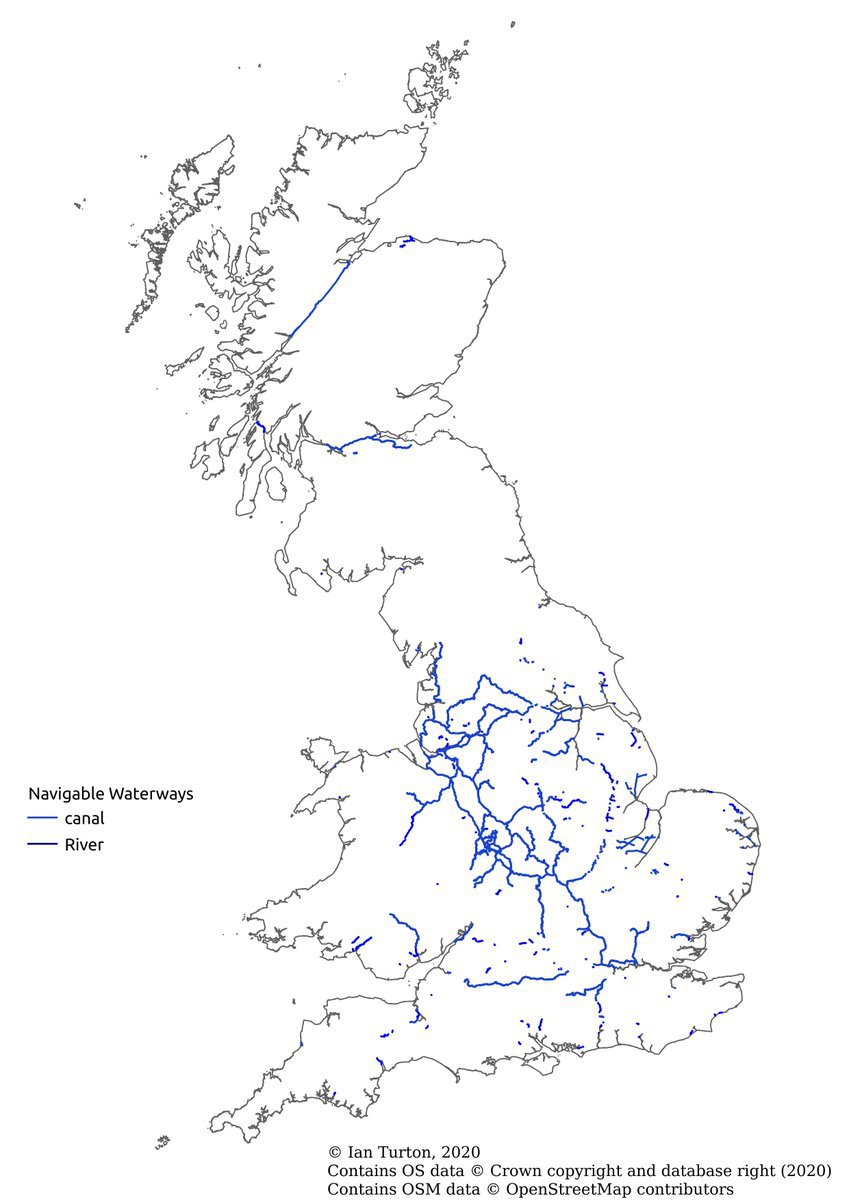 Navigable Waterways
canal
River
© Ian Turton, 2020
Contains OS data © Crown copyright and database right (2020)
Contains OSM data © OpenStreetMap contributors